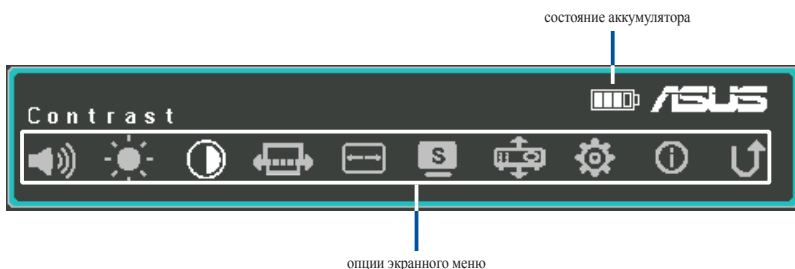 состояние аккумулятора
ASUS
Contrast
S
опции экранного меню